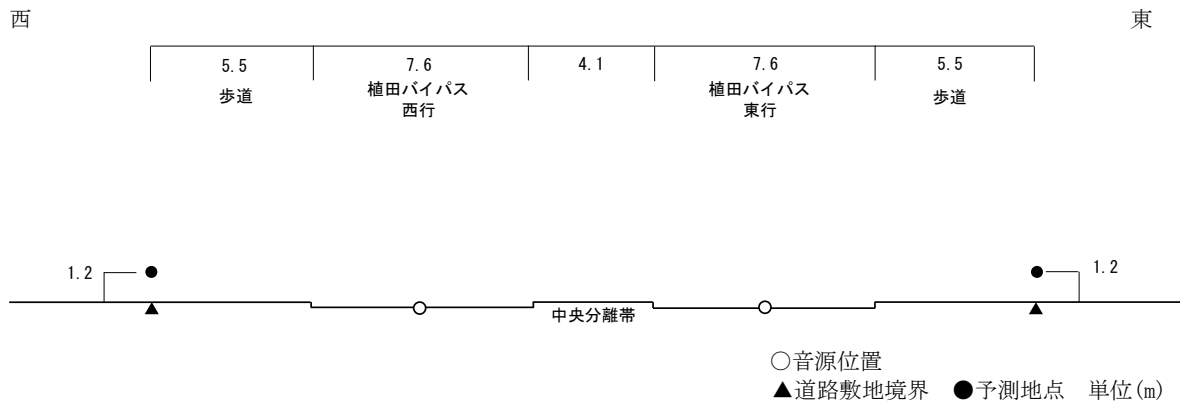 西 東
5.5 7.6 4.1 7.6 5.5
歩道 植田バイパス 植田バイパス 歩道
西行 東行
1.2 1.2
中央分離帯
○音源位置
▲道路敷地境界 ●予測地点 単位(m)